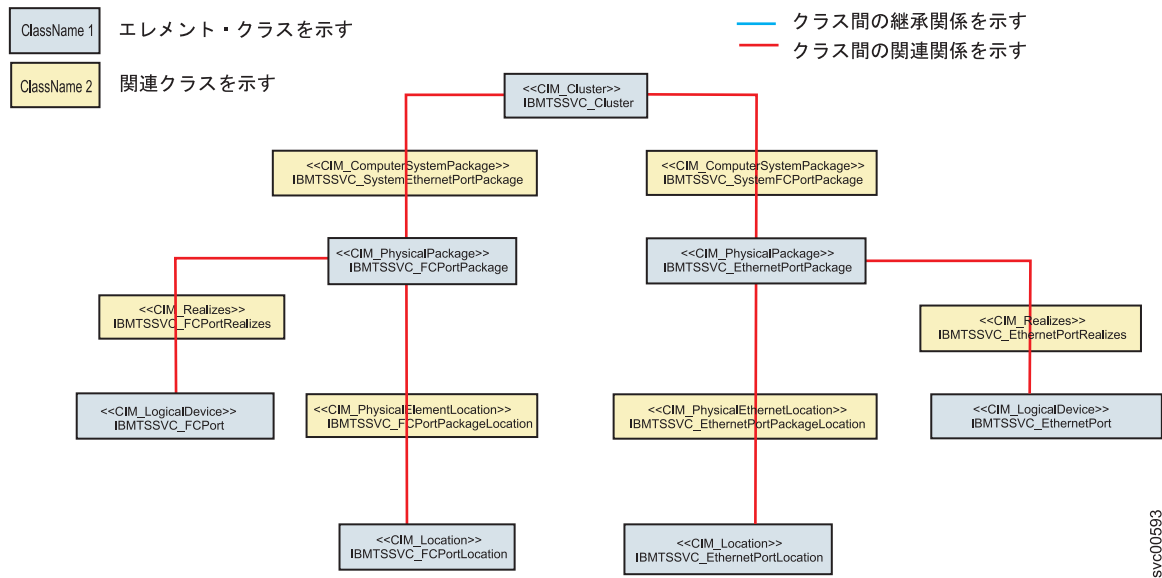 ClassName 1
エレメント・クラスを示す
ClassName 2
関連クラスを示す
クラス間の継承関係を示す
クラス間の関連関係を示す
<<CIM_Cluster>>
IBMTSSVC_Cluster
<<CIM_ComputerSystemPackage>>
IBMTSSVC_SystemEthernetPortPackage
<<CIM_ComputerSystemPackage>>
IBMTSSVC_SystemFCPortPackage
<<CIM_PhysicalPackage>>
IBMTSSVC_FCPortPackage
<<CIM_PhysicalPackage>>
IBMTSSVC_EthernetPortPackage
<<CIM_Realizes>>
IBMTSSVC_FCPortRealizes
<<CIM_Realizes>>
IBMTSSVC_EthernetPortRealizes
<<CIM_LogicalDevice>>
IBMTSSVC_FCPort
<<CIM_PhysicalElementLocation>>
IBMTSSVC_FCPortPackageLocation
<<CIM_PhysicalEthernetLocation>>
IBMTSSVC_EthernetPortPackageLocation
<<CIM_LogicalDevice>>
IBMTSSVC_EthernetPort
<<CIM_Location>>
IBMTSSVC_FCPortLocation
<<CIM_Location>>
IBMTSSVC_EthernetPortLocation
svc00593